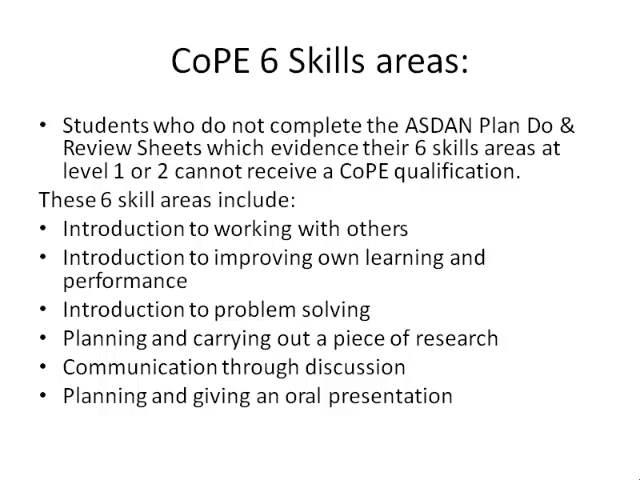 CoPE 6 Skills areas:
• Students who do not complete the ASDAN Plan Do &
Review Sheets which evidence their 6 skills areas at
level 1 or 2 cannot receive a CoPE qualification.
These 6 skill areas include:
• Introduction to working with others
• Introduction to improving own learning and
performance
• Introduction to problem solving
• Planning and carrying out a piece of research
• Communication through discussion
• Planning and giving an oral presentation